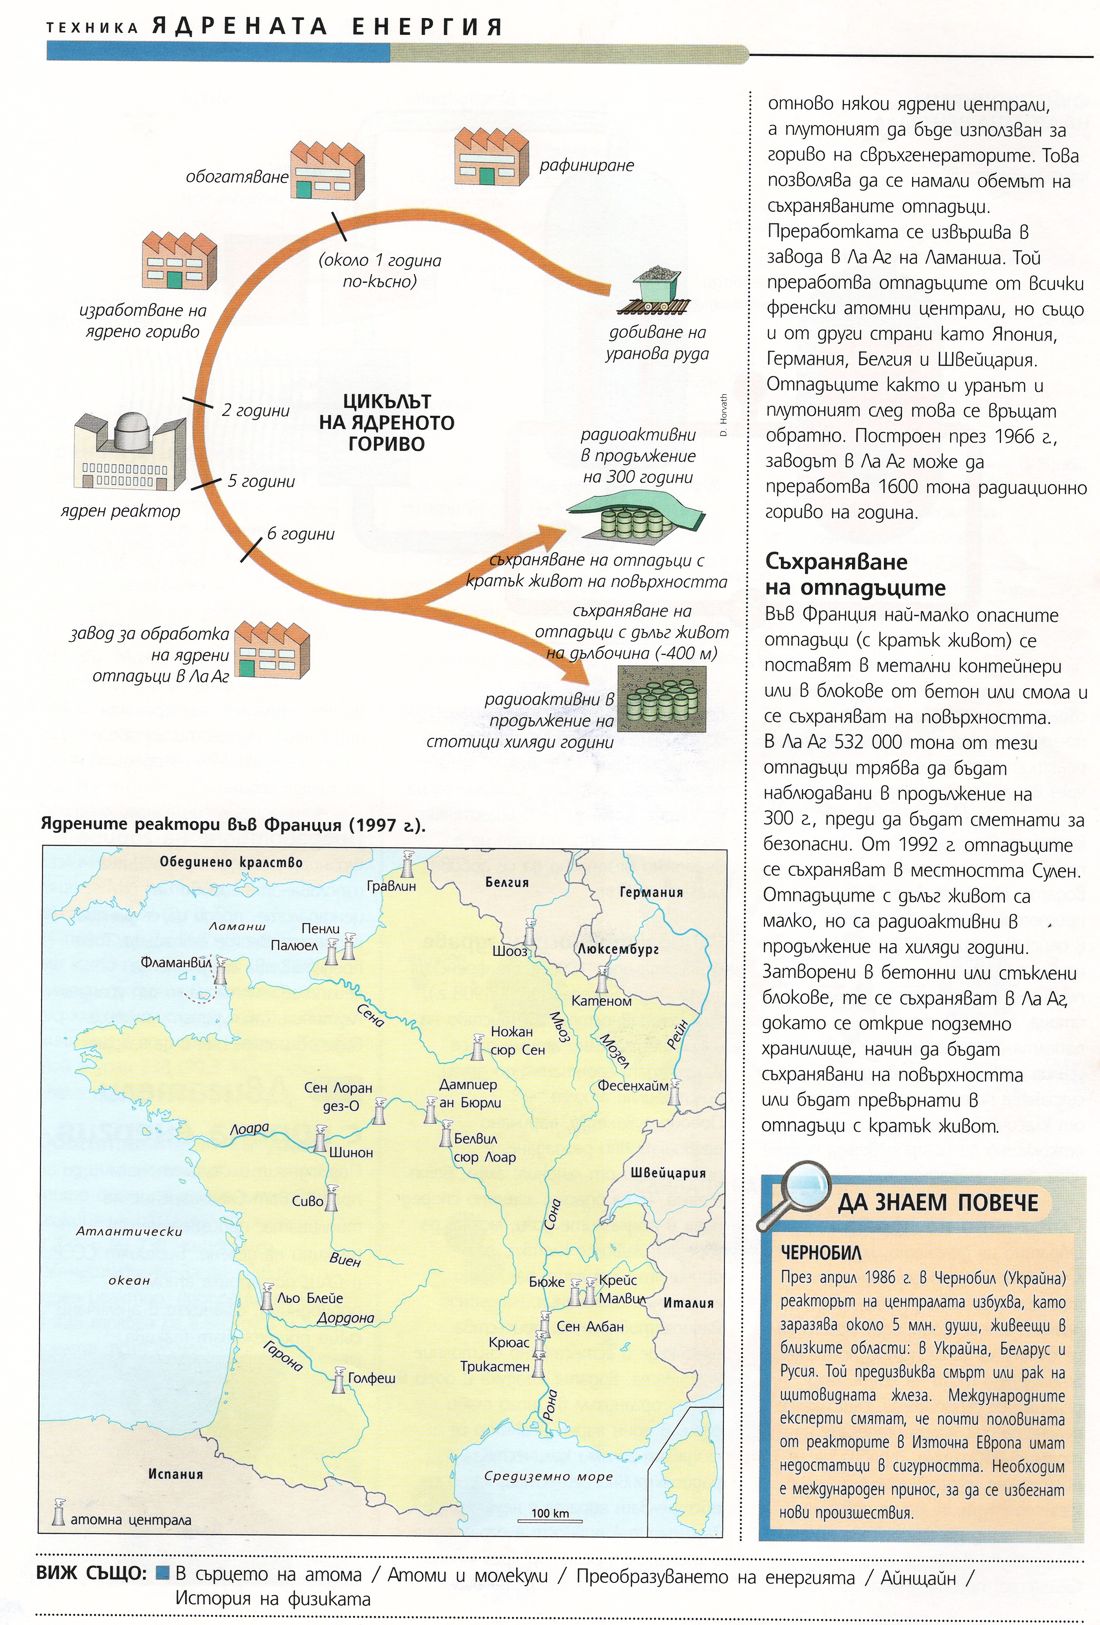 ТЕХНИКА ЯДРЕНАТА ЕНЕРГИЯ
обогатяване
рафиниране
(около 1 година
по-късно)
изработване на
ядрено гориво
добиване на
уранова руда
2 години
ЦИКЪЛЪТ
НА ЯДРЕНОТО
ГОРИВО
D. Horvath
радиоактивни
в продължение
на 300 години
5 години
ядрен реактор
6 години
съхраняване на отпадъци с
кратък живот на повърхността
съхраняване на
отпадъци с дълъг живот
на дълбочина (-400 м)
завод за обработка
на ядрени
отпадъци в Ла Аг
радиоактивни в
продължение на
стотици хиляди години
Ядрените реактори във Франция (1997 г.).
Обединено кралство
Гравлин
Белгия
Германия
Ламанш
Пенли
Палюел
Шооз
Люксембург
Фламанвил
Катеном
Сена
Мьоз
Мозел
Рейн
Ножан
сюр Сен
Сен Лоран
дез-О
Дампиер
ан Бюрли
Фесенхайм
Лоара
Шинон
Белвил
сюр Лоар
Швейцария
Сиво
Сона
Атлантически
океан
Виен
Бюже
Крейс
Малвил
Италия
Льо Блейе
Дордона
Сен Албан
Крюас
Гарона
Трикастен
Голфеш
Рона
Испания
Средиземно море
атомна централа
100 km
отново някои ядрени централи,
а плутоният да бъде използван за
гориво на свръхгенераторите. Това
позволява да се намали обемът на
съхраняваните отпадъци.
Преработката се извършва в
завода в Ла Аг на Ламанша. Той
преработва отпадъците от всички
френски атомни централи, но също
и от други страни като Япония,
Германия, Белгия и Швейцария.
Отпадъците както и уранът и
плутоният след това се връщат
обратно. Построен през 1966 г.,
заводът в Ла Аг може да
преработва 1600 тона радиационно
гориво на година.
Съхраняване
на отпадъците
Във Франция най-малко опасните
отпадъци (с кратък живот) се
поставят в метални контейнери
или в блокове от бетон или смола и
се съхраняват на повърхността.
В Ла Аг 532 000 тона от тези
отпадъци трябва да бъдат
наблюдавани в продължение на
300 г., преди да бъдат сметнати за
безопасни. От 1992 г. отпадъците
се съхраняват в местността Сулен.
Отпадъците с дълъг живот са
малко, но са радиоактивни в
продължение на хиляди години.
Затворени в бетонни или стъклени
блокове, те се съхраняват в Ла Аг,
докато се открие подземно
хранилище, начин да бъдат
съхранявани на повърхността
или бъдат превърнати в
отпадъци с кратък живот.
ДА ЗНАЕМ ПОВЕЧЕ
ЧЕРНОБИЛ
През април 1986 г. в Чернобил (Украйна)
реакторът на централата избухва, като
заразява около 5 млн. души, живеещи в
близките области: в Украйна, Беларус и
Русия. Той предизвиква смърт или рак на
щитовидната жлеза. Международните
експерти смятат, че почти половината
от реакторите в Източна Европа имат
недостатъци в сигурността. Необходим
е международен принос, за да се избегнат
нови произшествия.
ВИЖ СЪЩО: В сърцето на атома / Атоми и молекули / Преобразуването на енергията / Айнщайн /
История на физиката